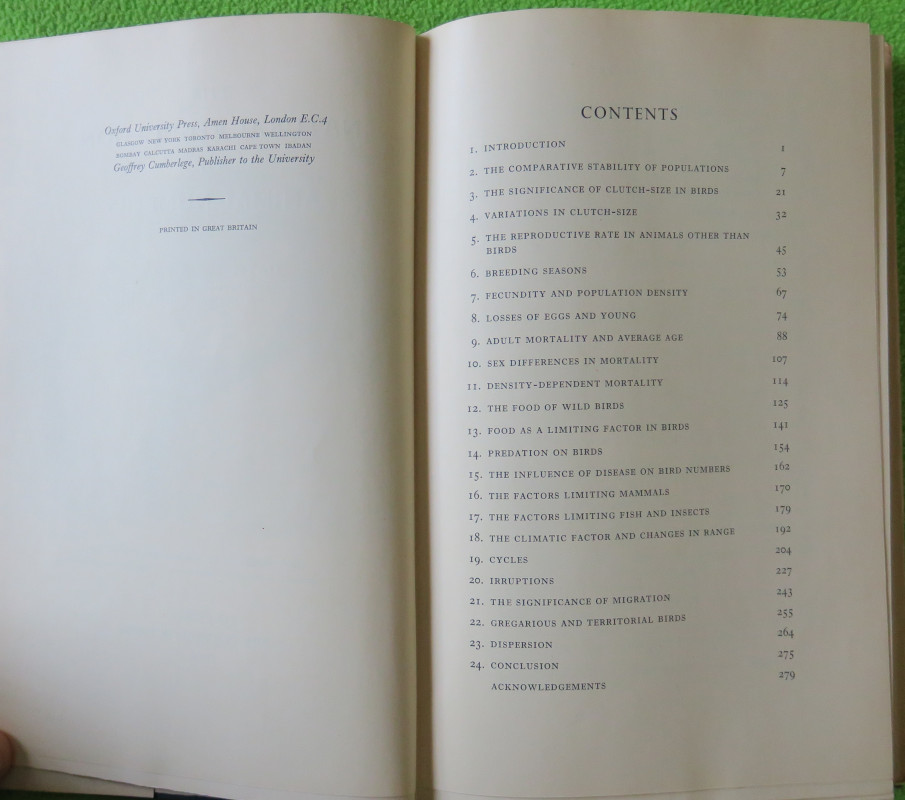 Oxford University Press, Amen House, London E.C.4
GLASGOW NEW YORK TORONTO MELBOURNE WELLINGTON
BOMBAY CALCUTTA MADRAS KARACHI CAPE TOWN IBADAN
Geoffrey Cumberlege, Publisher to the University
PRINTED IN GREAT BRITAIN
CONTENTS
1. INTRODUCTION 1
2. THE COMPARATIVE STABILITY OF POPULATIONS 7
3. THE SIGNIFICANCE OF CLUTCH-SIZE IN BIRDS 21
4. VARIATIONS IN CLUTCH-SIZE 32
5. THE REPRODUCTIVE RATE IN ANIMALS OTHER THAN
BIRDS 45
6. BREEDING SEASONS 53
7. FECUNDITY AND POPULATION DENSITY 67
8. LOSSES OF EGGS AND YOUNG 74
9. ADULT MORTALITY AND AVERAGE AGE 88
10. SEX DIFFERENCES IN MORTALITY 107
11. DENSITY-DEPENDENT MORTALITY 114
12. THE FOOD OF WILD BIRDS 125
13. FOOD AS A LIMITING FACTOR IN BIRDS 141
14. PREDATION ON BIRDS 154
15. THE INFLUENCE OF DISEASE ON BIRD NUMBERS 162
16. THE FACTORS LIMITING MAMMALS 170
17. THE FACTORS LIMITING FISH AND INSECTS 179
18. THE CLIMATIC FACTOR AND CHANGES IN RANGE 192
19. CYCLES 204
20. IRRUPTIONS 227
21. THE SIGNIFICANCE OF MIGRATION 243
22. GREGARIOUS AND TERRITORIAL BIRDS 255
23. DISPERSION 264
24. CONCLUSION 275
ACKNOWLEDGEMENTS 279